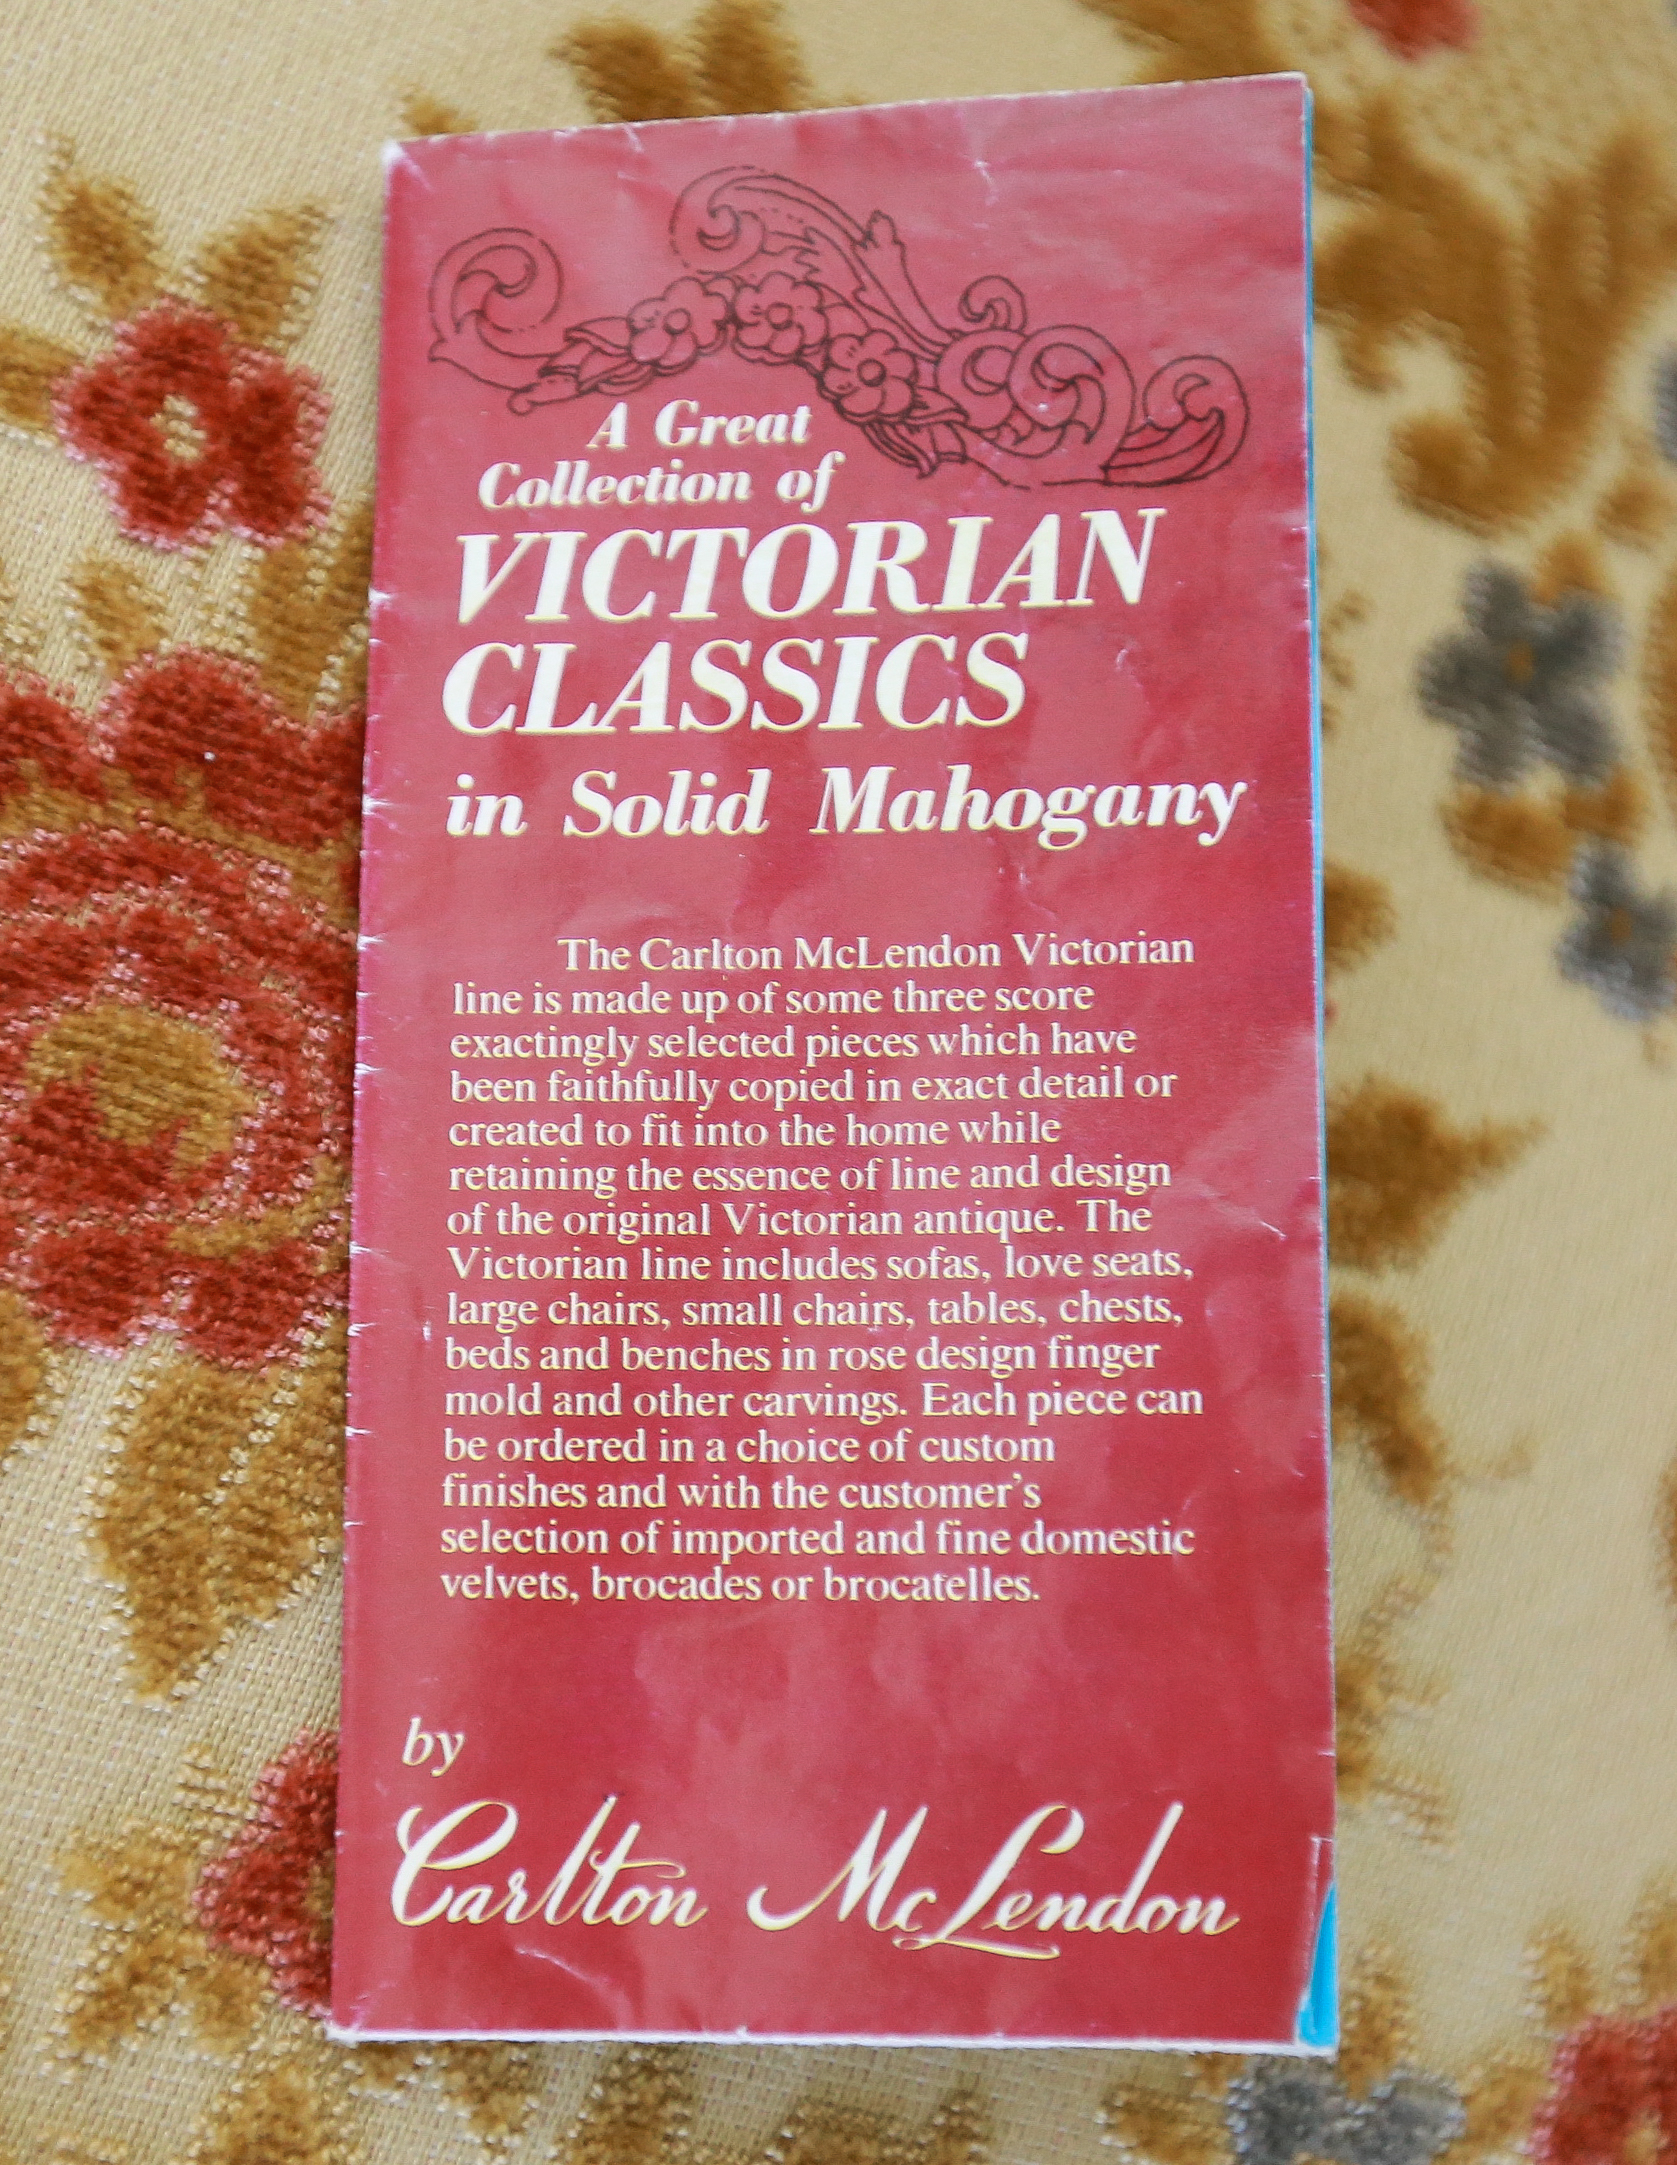 A Great
Collection of
VICTORIAN
CLASSICS
in Solid Mahogany
The Carlton McLendon Victorian
line is made up of some three score
exactingly selected pieces which have
been faithfully copied in exact detail or
created to fit into the home while
retaining the essence of line and design
of the original Victorian antique. The
Victorian line includes sofas, love seats,
large chairs, small chairs, tables, chests,
beds and benches in rose design finger
mold and other carvings. Each piece can
be ordered in a choice of custom
finishes and with the customer's
selection of imported and fine domestic
velvets, brocades or brocatelles.
by
Carlton McLendon